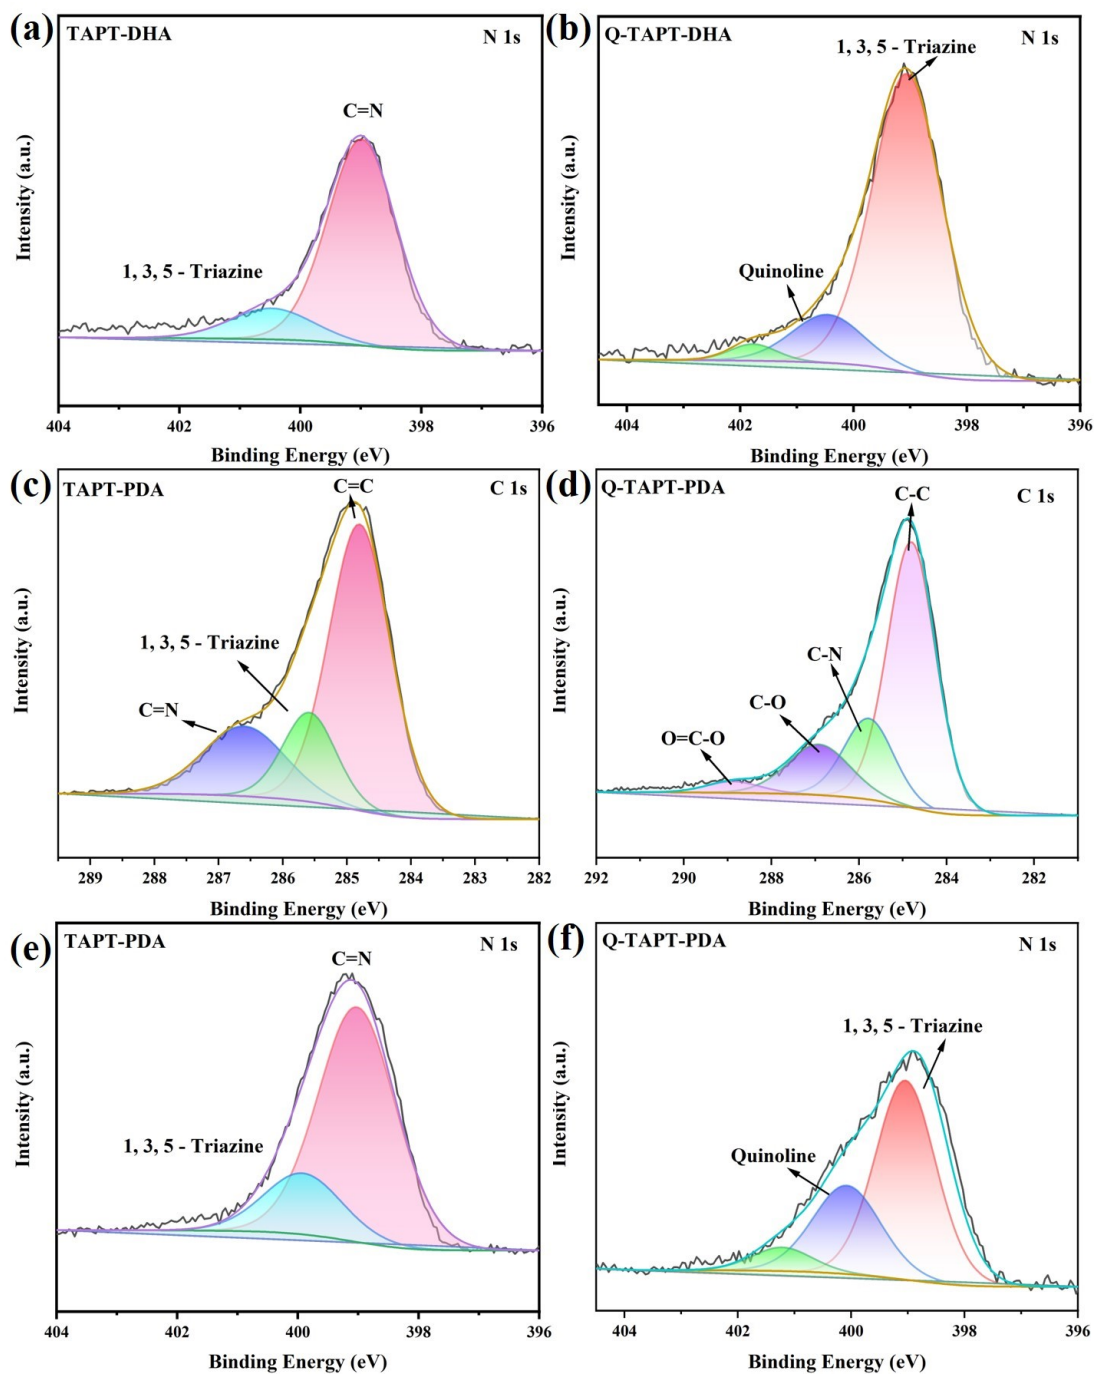 (a)
TAPT-DHA
N 1s
C=N
1, 3, 5 - Triazine
Intensity (a.u.)
404
402
400
398
396
Binding Energy (eV)
(b)
Q-TAPT-DHA
N 1s
1, 3, 5 - Triazine
Quinoline
Intensity (a.u.)
404
402
400
398
396
Binding Energy (eV)
(c)
TAPT-PDA
C 1s
C=C
1, 3, 5 - Triazine
C=N
Intensity (a.u.)
289
288
287
286
285
284
283
282
Binding Energy (eV)
(d)
Q-TAPT-PDA
C 1s
C-C
C-N
C-O
O=C-O
Intensity (a.u.)
292
290
288
286
284
282
Binding Energy (eV)
(e)
TAPT-PDA
N 1s
C=N
1, 3, 5 - Triazine
Intensity (a.u.)
404
402
400
398
396
Binding Energy (eV)
(f)
Q-TAPT-PDA
N 1s
1, 3, 5 - Triazine
Quinoline
Intensity (a.u.)
404
402
400
398
396
Binding Energy (eV)